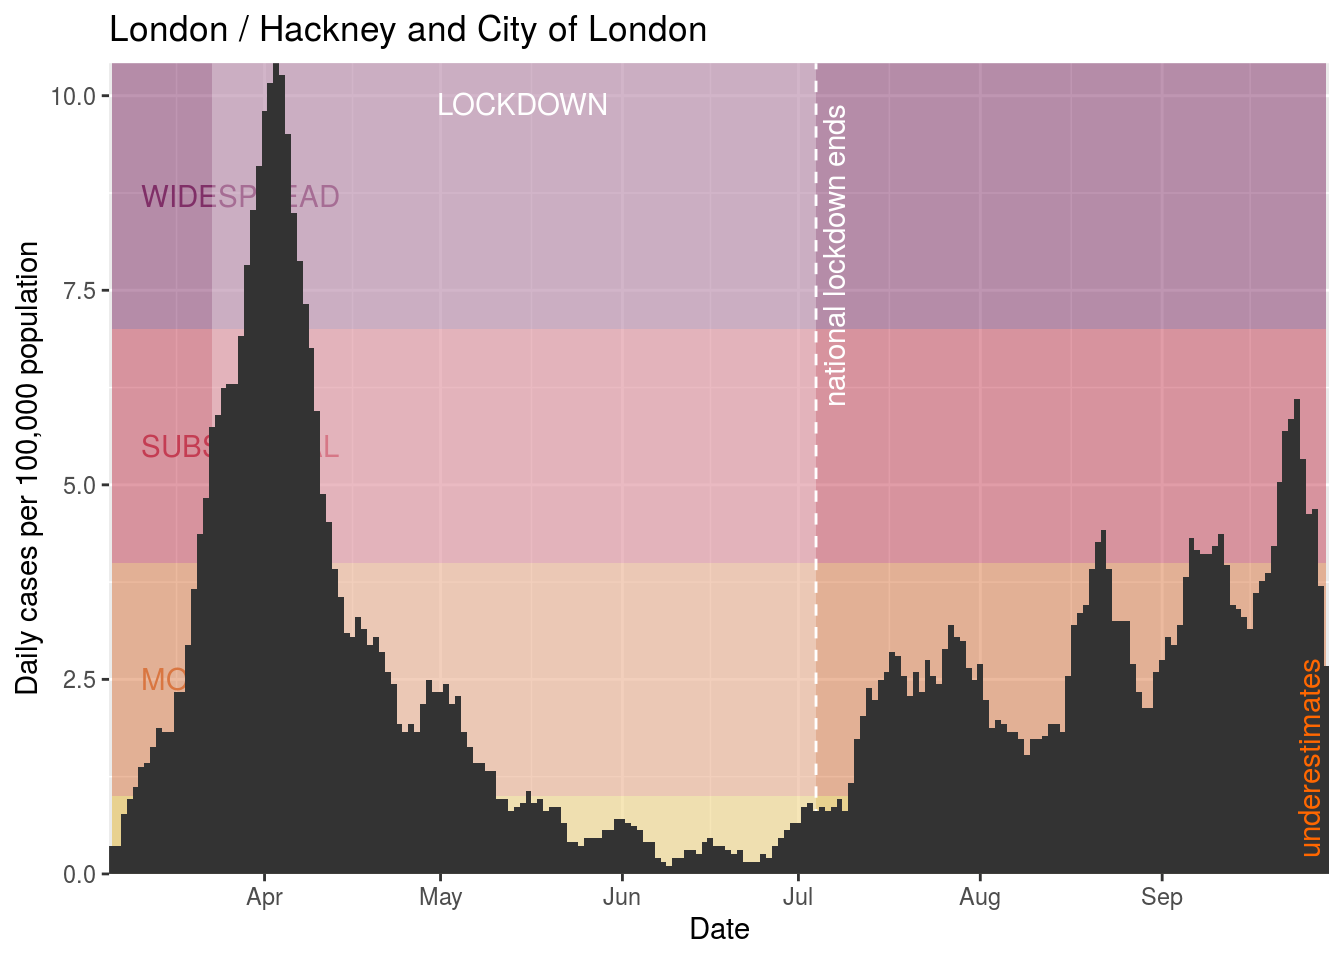 London / Hackney and City of London
Daily cases per 100,000 population
10.0
7.5
5.0
2.5
0.0
LOCKDOWN
national lockdown ends
underestimates
Apr
May
Jun
Jul
Aug
Sep
Date